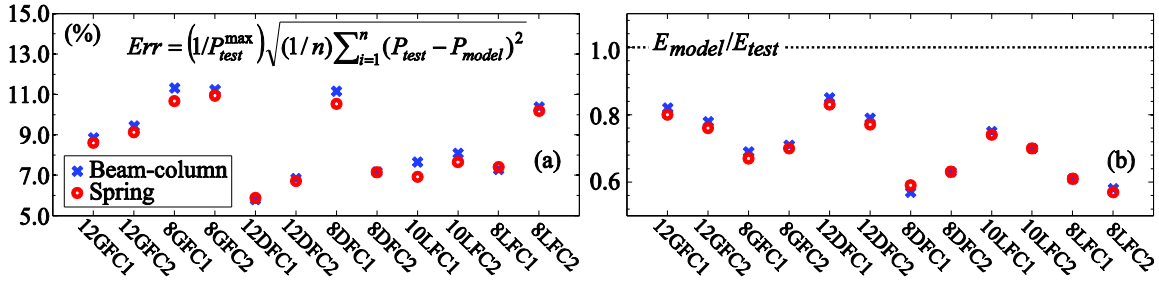 15.0
(%)
Err = (1/P_test^max) √((1/n) ∑_{i=1}^{n} (P_test − P_model)^2)
13.0
11.0
9.0
7.0
5.0
Beam-column
Spring
(a)
12GFC1
12GFC2
8GFC1
8GFC2
12DFC1
12DFC2
8DFC1
8DFC2
10LFC1
10LFC2
8LFC1
8LFC2
E_model/E_test
1.0
0.8
0.6
(b)
12GFC1
12GFC2
8GFC1
8GFC2
12DFC1
12DFC2
8DFC1
8DFC2
10LFC1
10LFC2
8LFC1
8LFC2